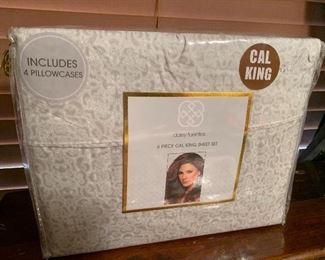 INCLUDES
4 PILLOWCASES
CAL
KING
daisy fuentes
6 PIECE CAL KING SHEET SET